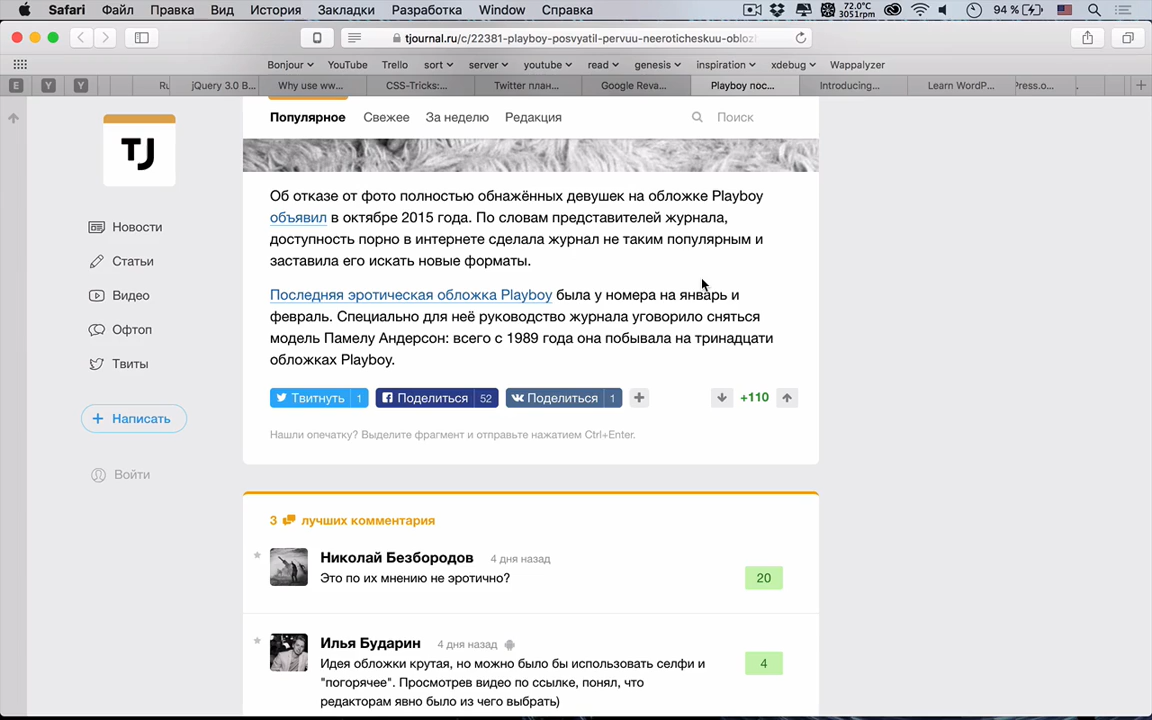 Safari Файл Правка Вид История Закладки Разработка Window Справка 72.0°C 3051rpm 94 %
tjournal.ru/c/22381-playboy-posvyatil-pervuu-neeroticheskuu-obloz
Bonjour YouTube Trello sort server youtube read genesis inspiration xdebug Wappalyzer
E Y Y Ru jQuery 3.0 B... Why use ww... CSS-Tricks:... Twitter план... Google Reva... Playboy пос... Introducing... Learn WordP... Press.o...
Популярное Свежее За неделю Редакция Поиск
TJ
Об отказе от фото полностью обнажённых девушек на обложке Playboy
объявил в октябре 2015 года. По словам представителей журнала,
доступность порно в интернете сделала журнал не таким популярным и
заставила его искать новые форматы.
Последняя эротическая обложка Playboy была у номера на январь и
февраль. Специально для неё руководство журнала уговорило сняться
модель Памелу Андерсон: всего с 1989 года она побывала на тринадцати
обложках Playboy.
Новости
Статьи
Видео
Офтоп
Твиты
+ Написать
Войти
Твитнуть 1 Поделиться 52 Поделиться 1 + +110
Нашли опечатку? Выделите фрагмент и отправьте нажатием Ctrl+Enter.
3 лучших комментария
Николай Безбородов 4 дня назад
Это по их мнению не эротично?
20
Илья Бударин 4 дня назад
Идея обложки крутая, но можно было бы использовать селфи и
"погорячее". Просмотрев видео по ссылке, понял, что
редакторам явно было из чего выбрать)
4